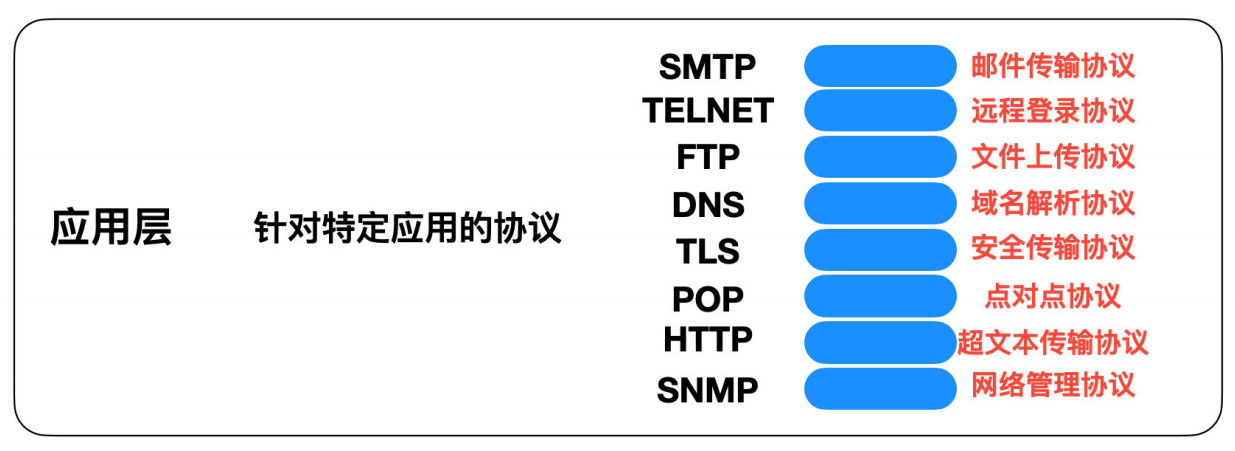 应用层
针对特定应用的协议
SMTP 邮件传输协议
TELNET 远程登录协议
FTP 文件上传协议
DNS 域名解析协议
TLS 安全传输协议
POP 点对点协议
HTTP 超文本传输协议
SNMP 网络管理协议